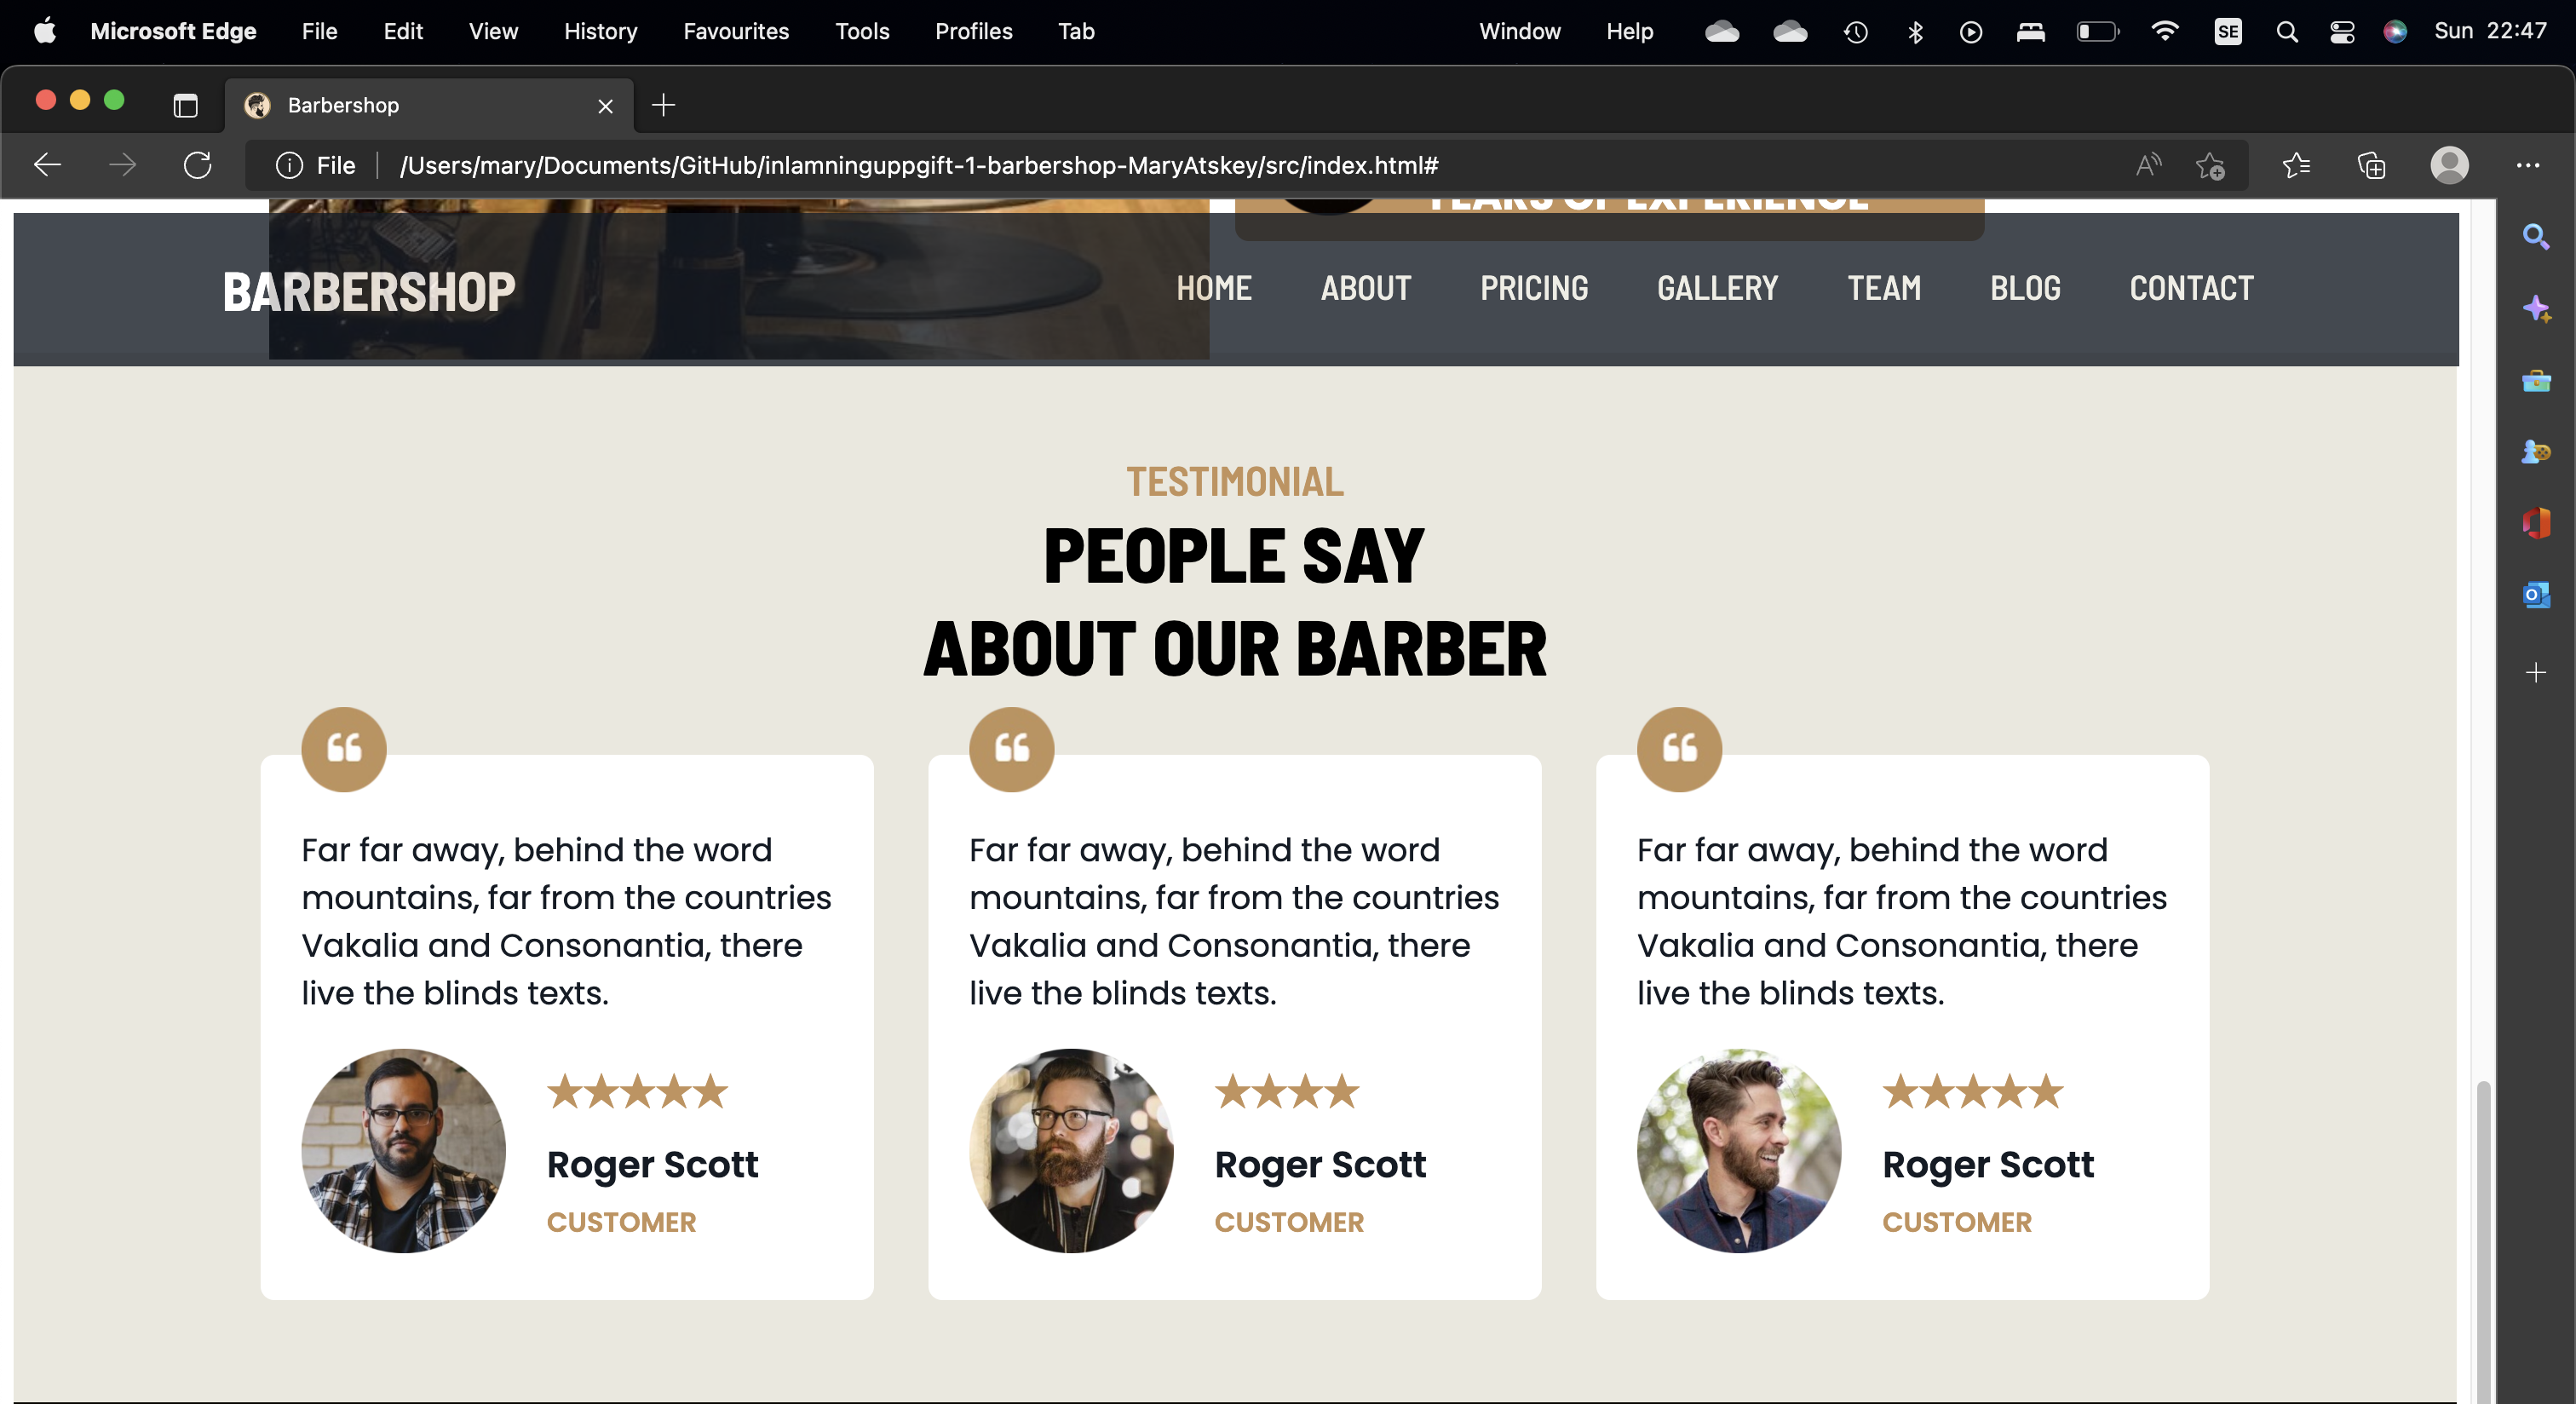 Microsoft Edge File Edit View History Favourites Tools Profiles Tab Window Help SE Sun 22:47
Barbershop
File /Users/mary/Documents/GitHub/inlamninguppgift-1-barbershop-MaryAtskey/src/index.html#
YEARS OF EXPERIENCE
BARBERSHOP HOME ABOUT PRICING GALLERY TEAM BLOG CONTACT
TESTIMONIAL
PEOPLE SAY
ABOUT OUR BARBER
Far far away, behind the word
mountains, far from the countries
Vakalia and Consonantia, there
live the blinds texts.
Roger Scott
CUSTOMER
Far far away, behind the word
mountains, far from the countries
Vakalia and Consonantia, there
live the blinds texts.
Roger Scott
CUSTOMER
Far far away, behind the word
mountains, far from the countries
Vakalia and Consonantia, there
live the blinds texts.
Roger Scott
CUSTOMER